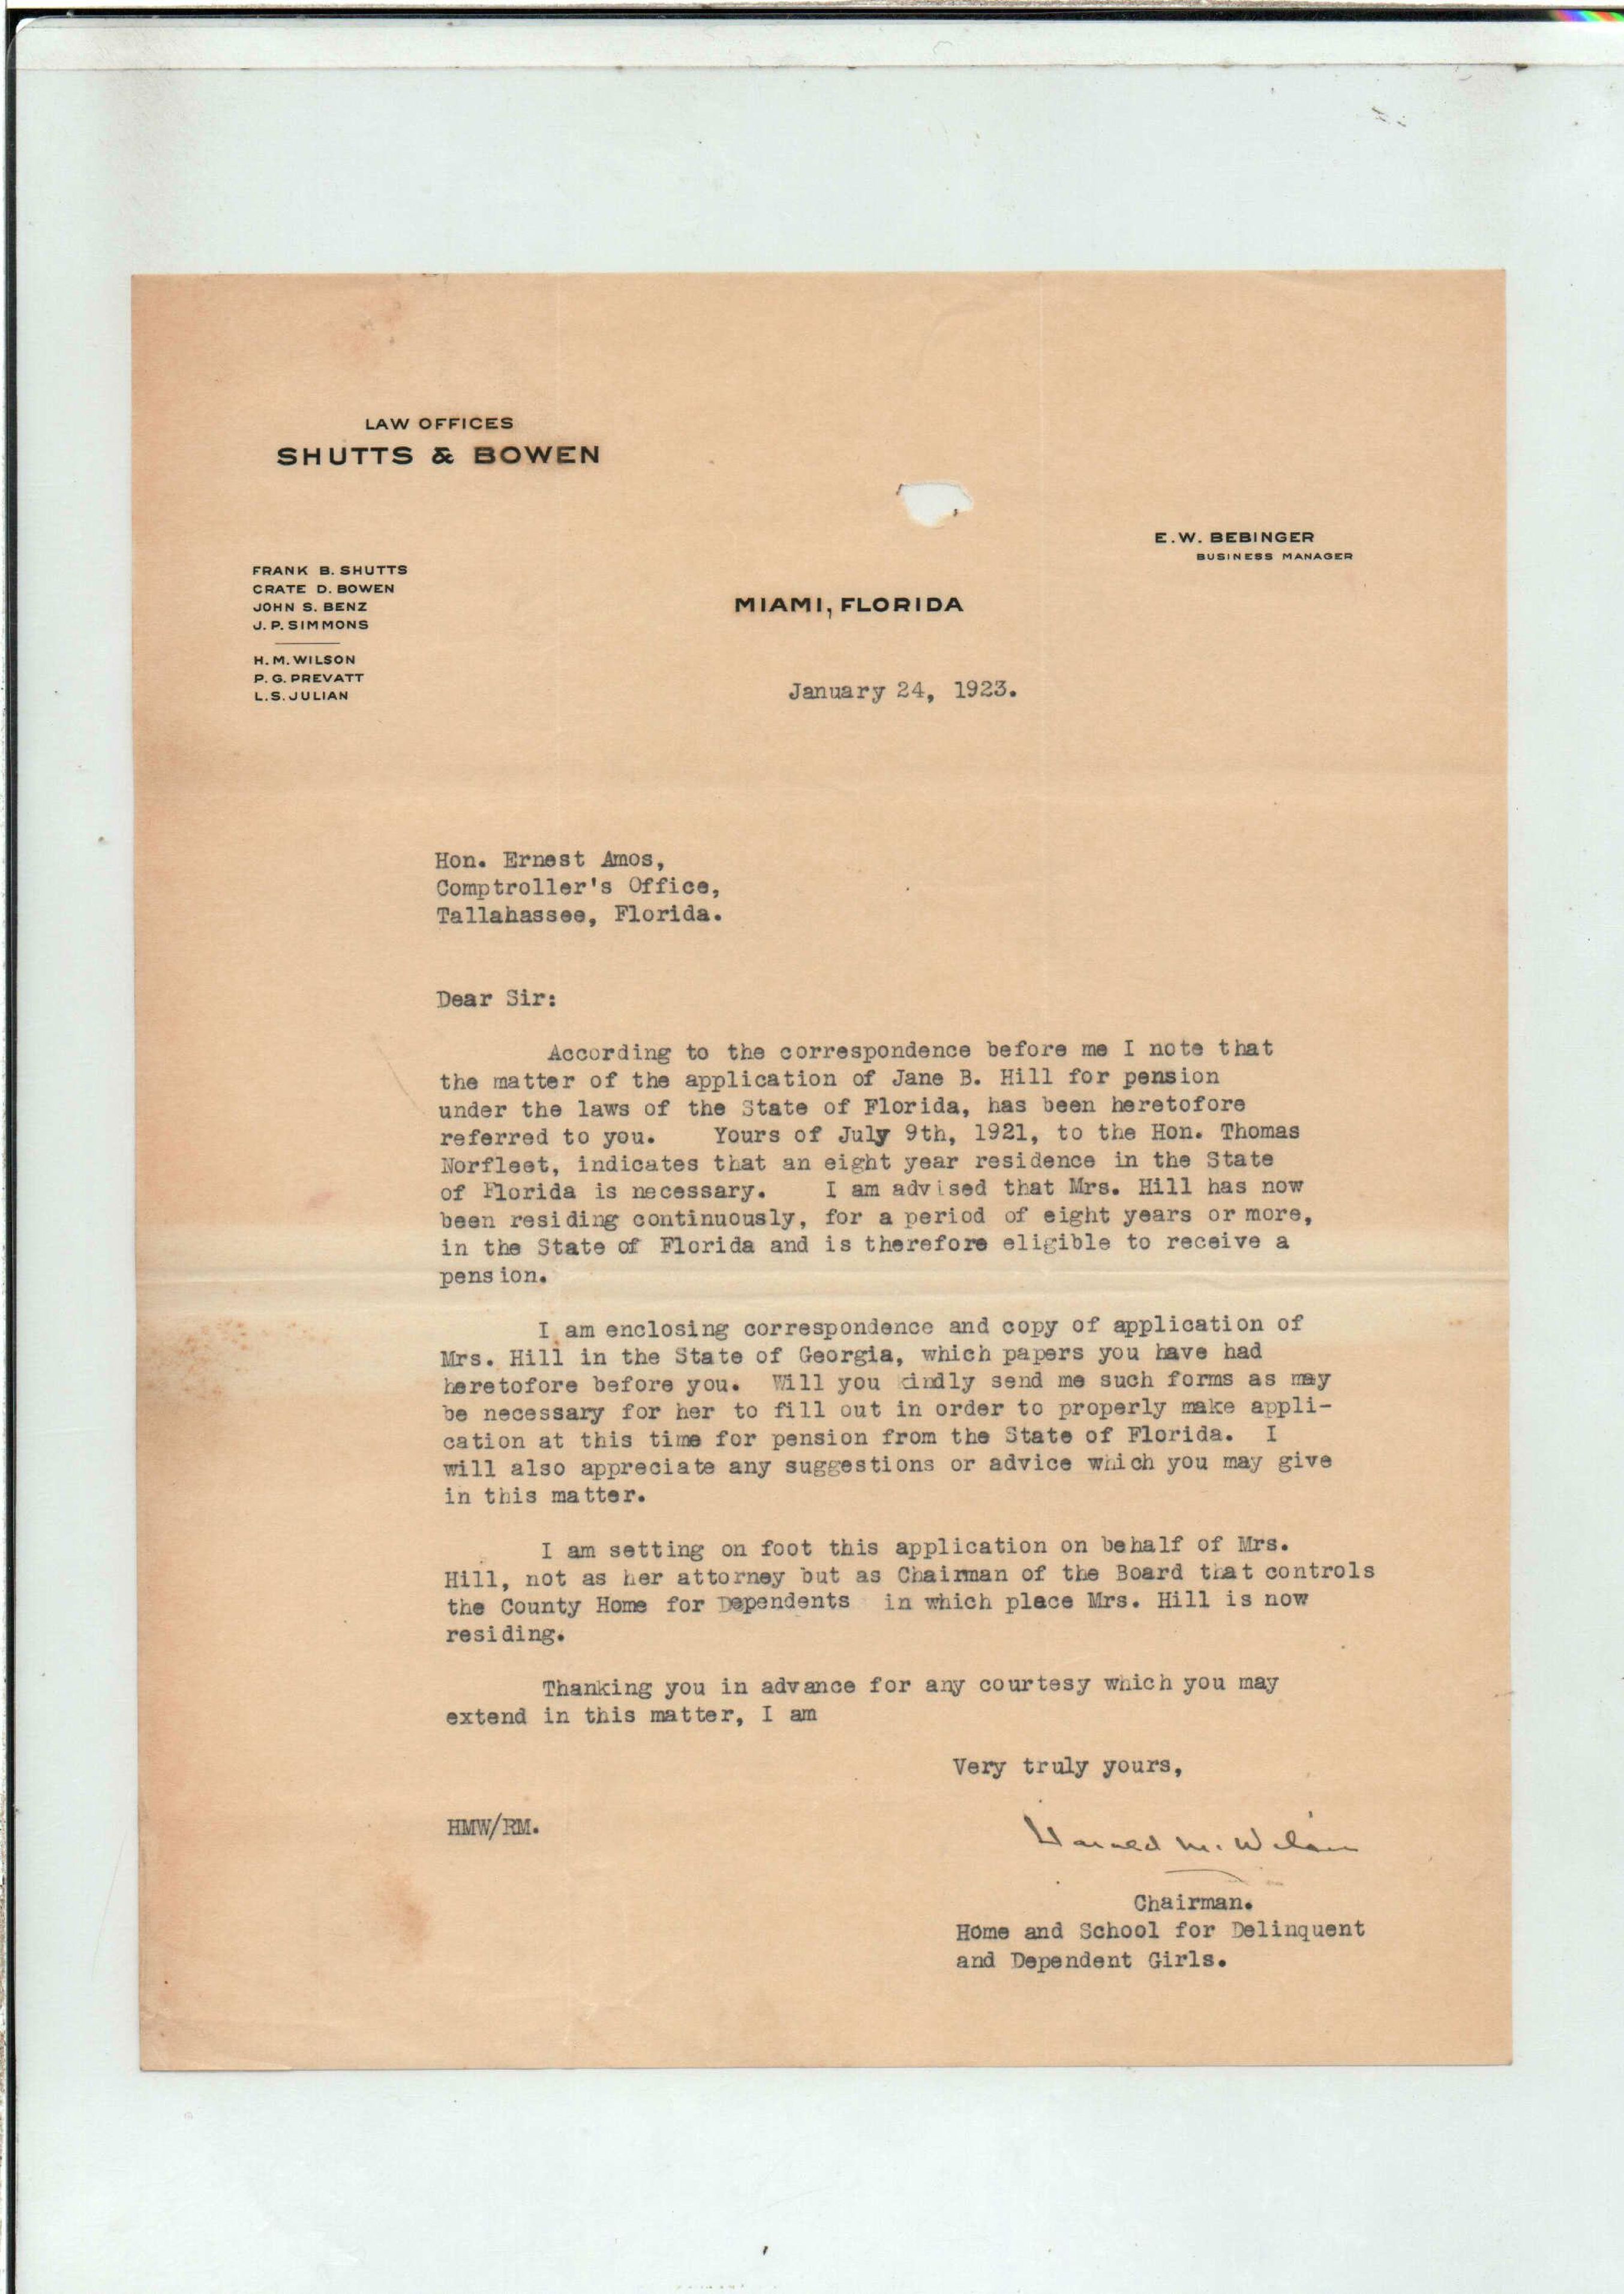 LAW OFFICES
SHUTTS & BOWEN
E. W. BEBINGER
BUSINESS MANAGER
FRANK B. SHUTTS
CRATE D. BOWEN
JOHN S. BENZ
J. P. SIMMONS
H. M. WILSON
P. G. PREVATT
L. S. JULIAN
MIAMI, FLORIDA
January 24, 1923.
Hon. Ernest Amos,
Comptroller's Office,
Tallahassee, Florida.
Dear Sir:
According to the correspondence before me I note that
the matter of the application of Jane B. Hill for pension
under the laws of the State of Florida, has been heretofore
referred to you. Yours of July 9th, 1921, to the Hon. Thomas
Norfleet, indicates that an eight year residence in the State
of Florida is necessary. I am advised that Mrs. Hill has now
been residing continuously, for a period of eight years or more,
in the State of Florida and is therefore eligible to receive a
pension.
I am enclosing correspondence and copy of application of
Mrs. Hill in the State of Georgia, which papers you have had
heretofore before you. Will you kindly send me such forms as may
be necessary for her to fill out in order to properly make appli-
cation at this time for pension from the State of Florida. I
will also appreciate any suggestions or advice which you may give
in this matter.
I am setting on foot this application on behalf of Mrs.
Hill, not as her attorney but as Chairman of the Board that controls
the County Home for Dependents in which place Mrs. Hill is now
residing.
Thanking you in advance for any courtesy which you may
extend in this matter, I am
Very truly yours,
HMW/RM.
Harold M. Wilson
Chairman.
Home and School for Delinquent
and Dependent Girls.